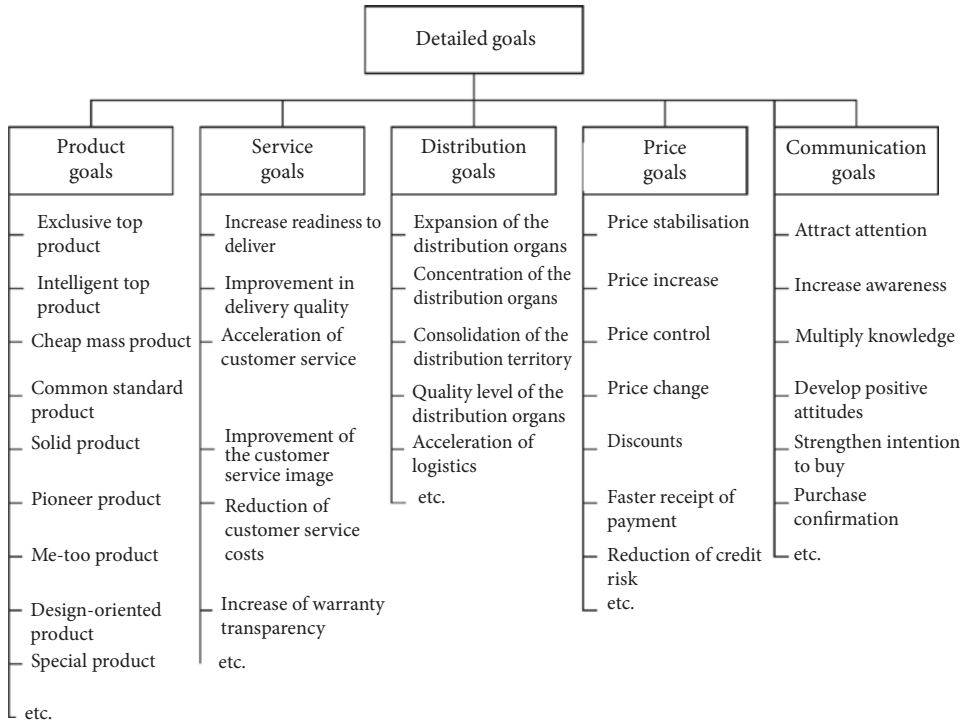 Detailed goals
Product
goals
Exclusive top
product
Intelligent top
product
Cheap mass product
Common standard
product
Solid product
Pioneer product
Me-too product
Design-oriented
product
Special product
etc.
Service
goals
Increase readiness to
deliver
Improvement in
delivery quality
Acceleration of
customer service
Improvement of
the customer
service image
Reduction of
customer service
costs
Increase of warranty
transparency
etc.
Distribution
goals
Expansion of the
distribution organs
Concentration of the
distribution organs
Consolidation of the
distribution territory
Quality level of the
distribution organs
Acceleration of
logistics
etc.
Price
goals
Price stabilisation
Price increase
Price control
Price change
Discounts
Faster receipt of
payment
Reduction of credit
risk
etc.
Communication
goals
Attract attention
Increase awareness
Multiply knowledge
Develop positive
attitudes
Strengthen intention
to buy
Purchase
confirmation
etc.